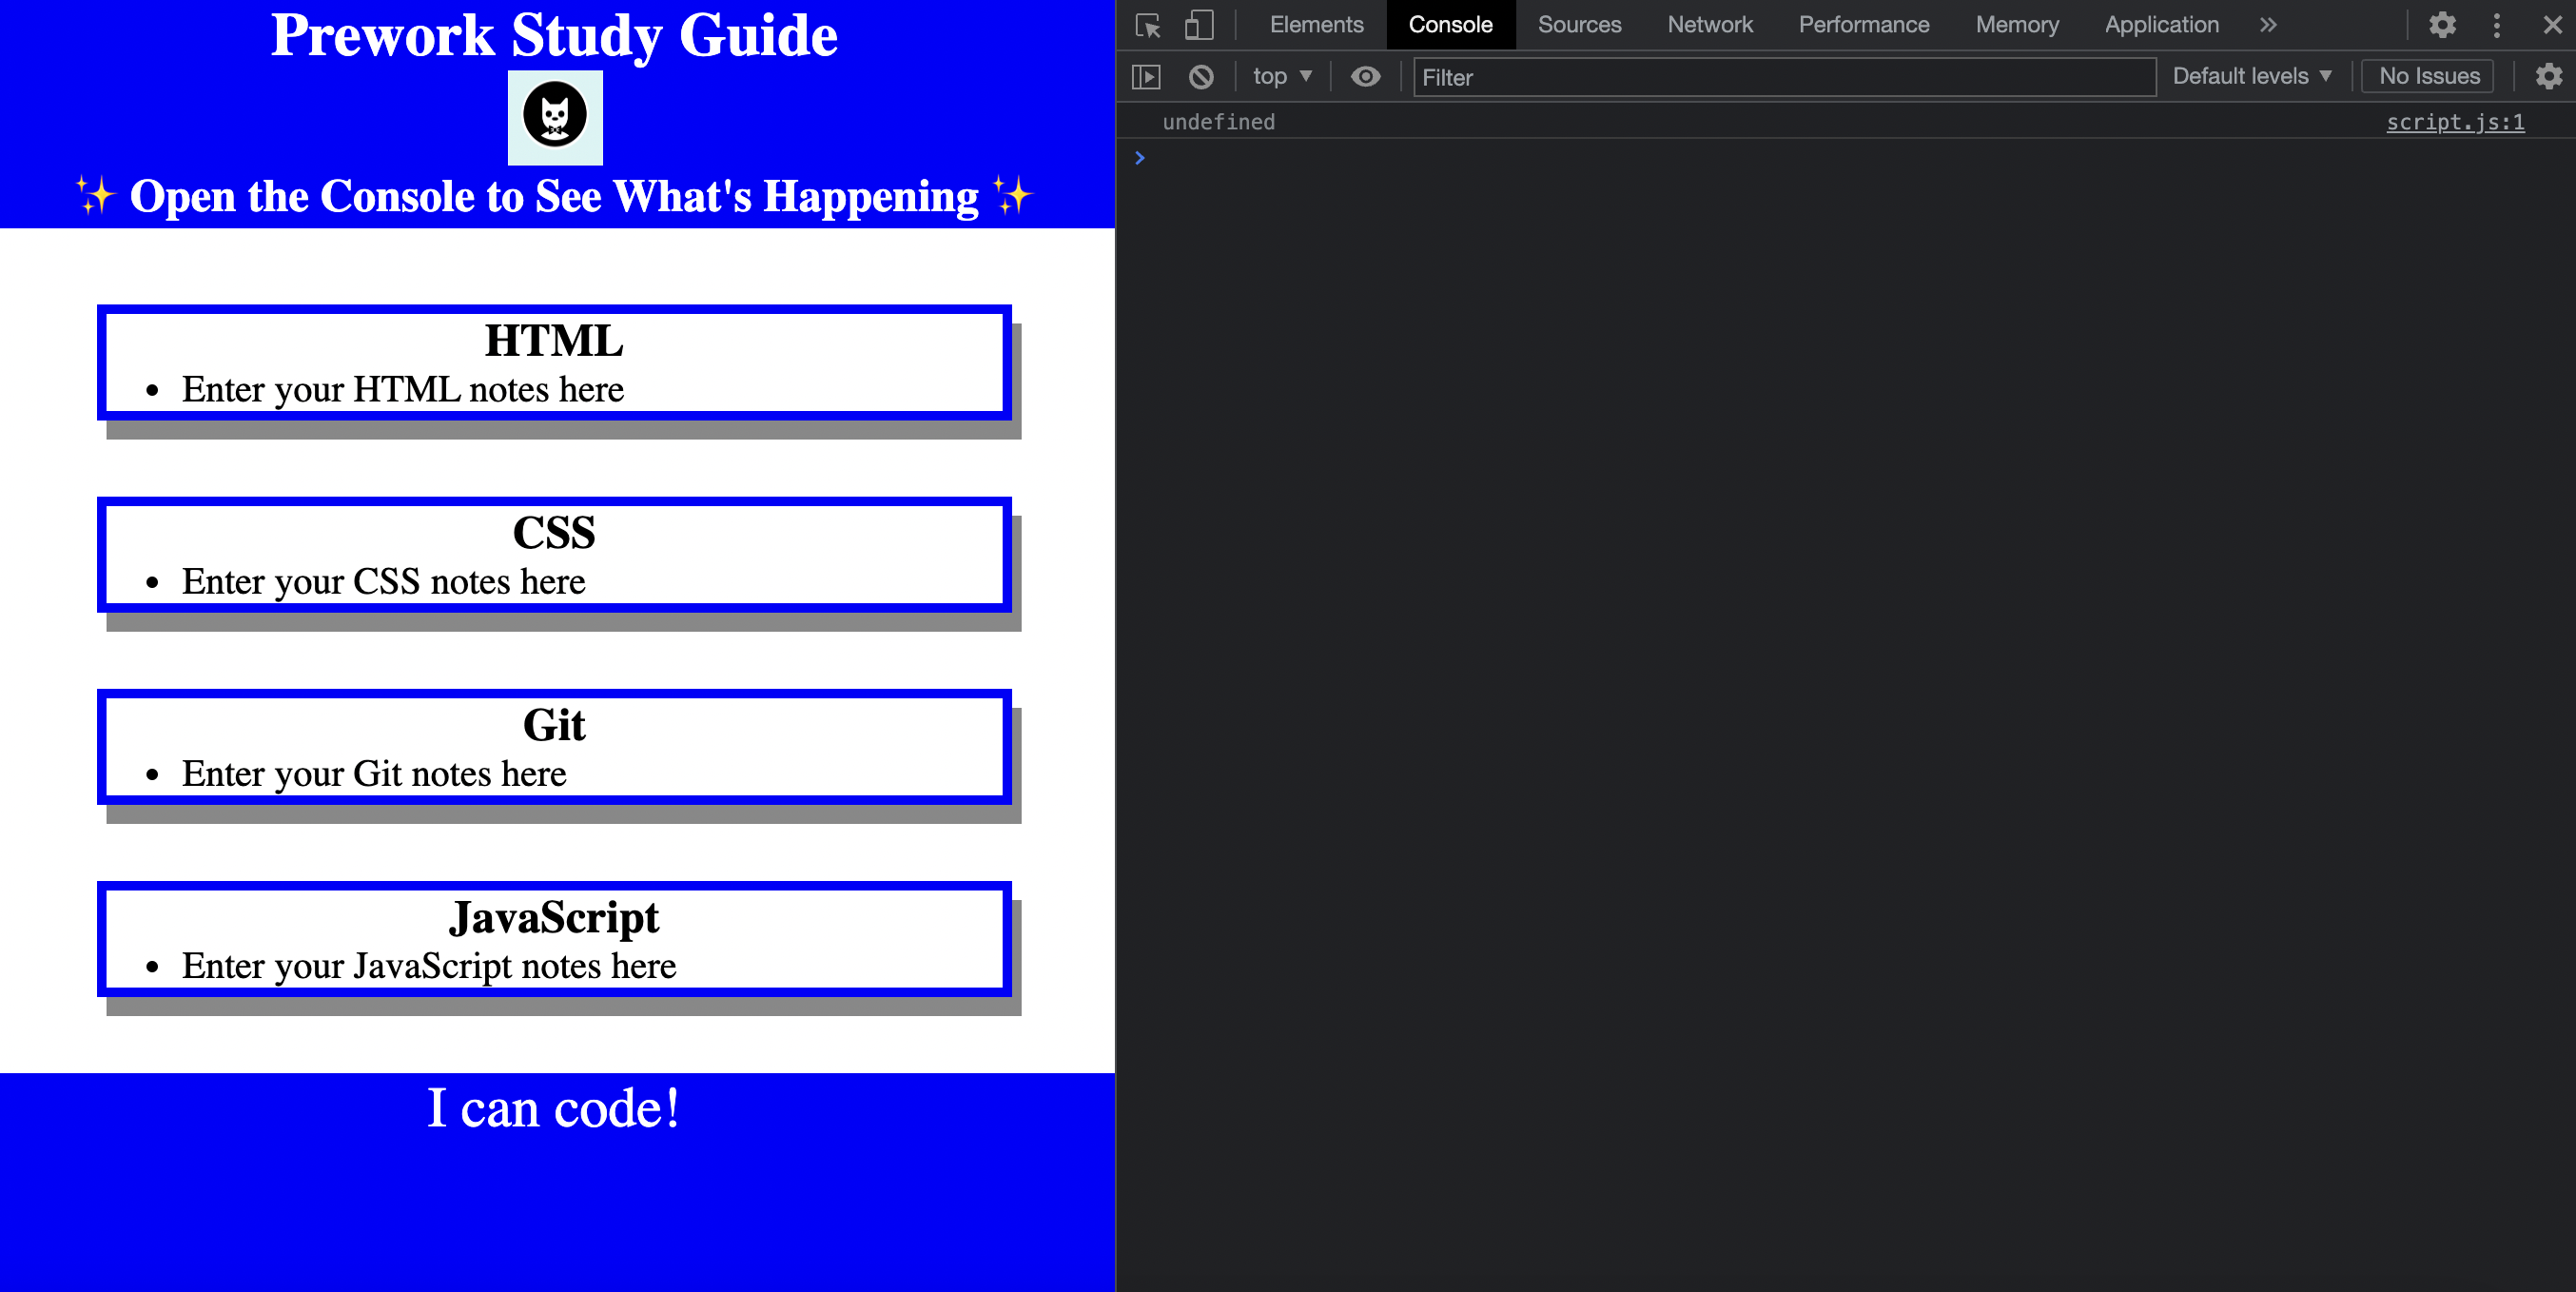 Prework Study Guide
✨ Open the Console to See What's Happening ✨
HTML
• Enter your HTML notes here
CSS
• Enter your CSS notes here
Git
• Enter your Git notes here
JavaScript
• Enter your JavaScript notes here
I can code!
Elements Console Sources Network Performance Memory Application »
top ▼ Filter Default levels ▼ No Issues
undefined script.js:1